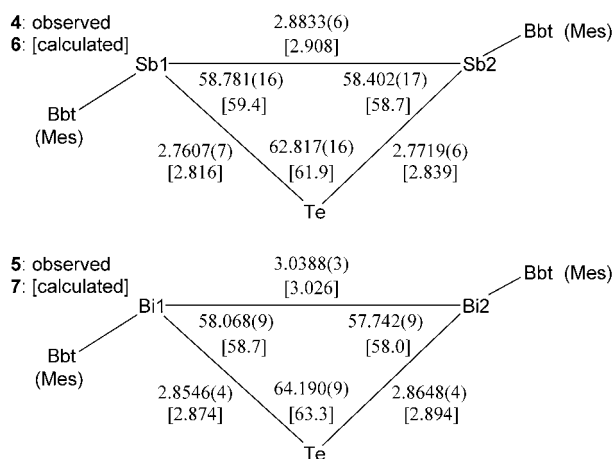 4: observed
6: [calculated]
2.8833(6)
[2.908]
Bbt (Mes)
Sb1
Sb2
58.781(16)
58.402(17)
[59.4]
[58.7]
Bbt
(Mes)
2.7607(7)
62.817(16)
2.7719(6)
[2.816]
[61.9]
[2.839]
Te
5: observed
7: [calculated]
3.0388(3)
[3.026]
Bbt (Mes)
Bi1
Bi2
58.068(9)
57.742(9)
[58.7]
[58.0]
Bbt
(Mes)
2.8546(4)
64.190(9)
2.8648(4)
[2.874]
[63.3]
[2.894]
Te